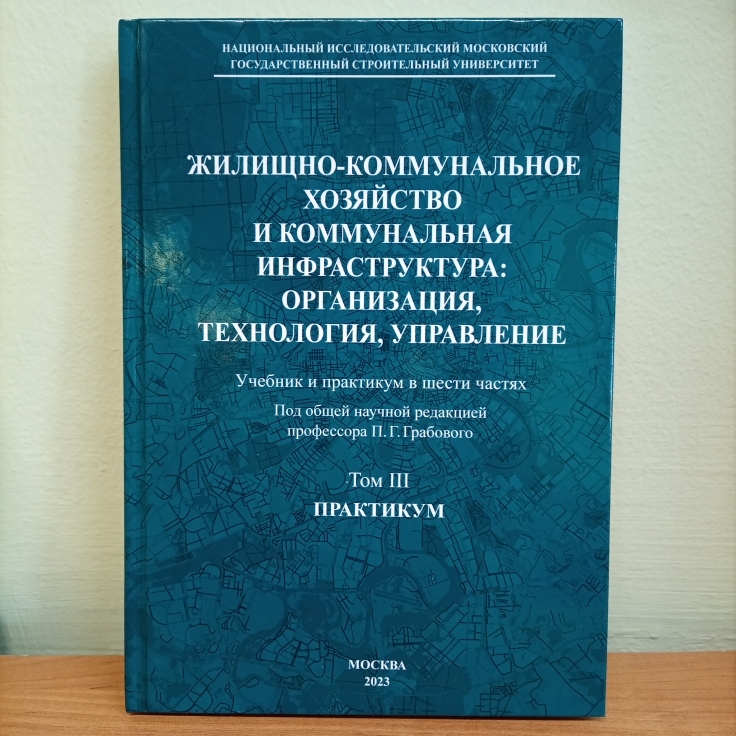 НАЦИОНАЛЬНЫЙ ИССЛЕДОВАТЕЛЬСКИЙ МОСКОВСКИЙ
ГОСУДАРСТВЕННЫЙ СТРОИТЕЛЬНЫЙ УНИВЕРСИТЕТ
ЖИЛИЩНО-КОММУНАЛЬНОЕ
ХОЗЯЙСТВО
И КОММУНАЛЬНАЯ
ИНФРАСТРУКТУРА:
ОРГАНИЗАЦИЯ,
ТЕХНОЛОГИЯ, УПРАВЛЕНИЕ
Учебник и практикум в шести частях
Под общей научной редакцией
профессора П. Г. Грабового
Том III
ПРАКТИКУМ
МОСКВА
2023